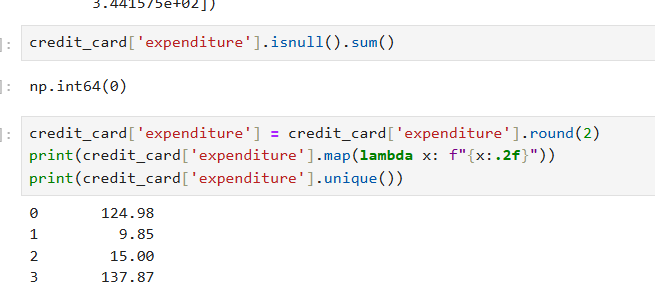 3.441575e+02])
]: credit_card['expenditure'].isnull().sum()
]: np.int64(0)
]: credit_card['expenditure'] = credit_card['expenditure'].round(2)
print(credit_card['expenditure'].map(lambda x: f"{x:.2f}"))
print(credit_card['expenditure'].unique())
0 124.98
1 9.85
2 15.00
3 137.87